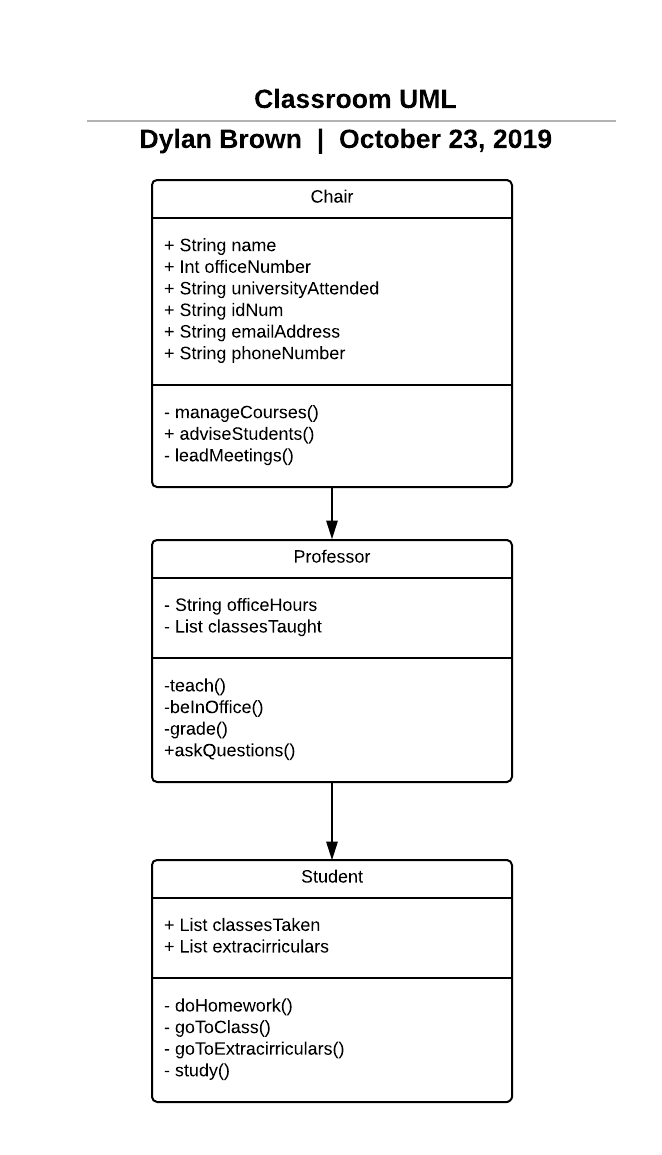 Classroom UML
Dylan Brown | October 23, 2019
Chair
+ String name
+ Int officeNumber
+ String universityAttended
+ String idNum
+ String emailAddress
+ String phoneNumber
- manageCourses()
+ adviseStudents()
- leadMeetings()
Professor
- String officeHours
- List classesTaught
-teach()
-beInOffice()
-grade()
+askQuestions()
Student
+ List classesTaken
+ List extracirriculars
- doHomework()
- goToClass()
- goToExtracirriculars()
- study()